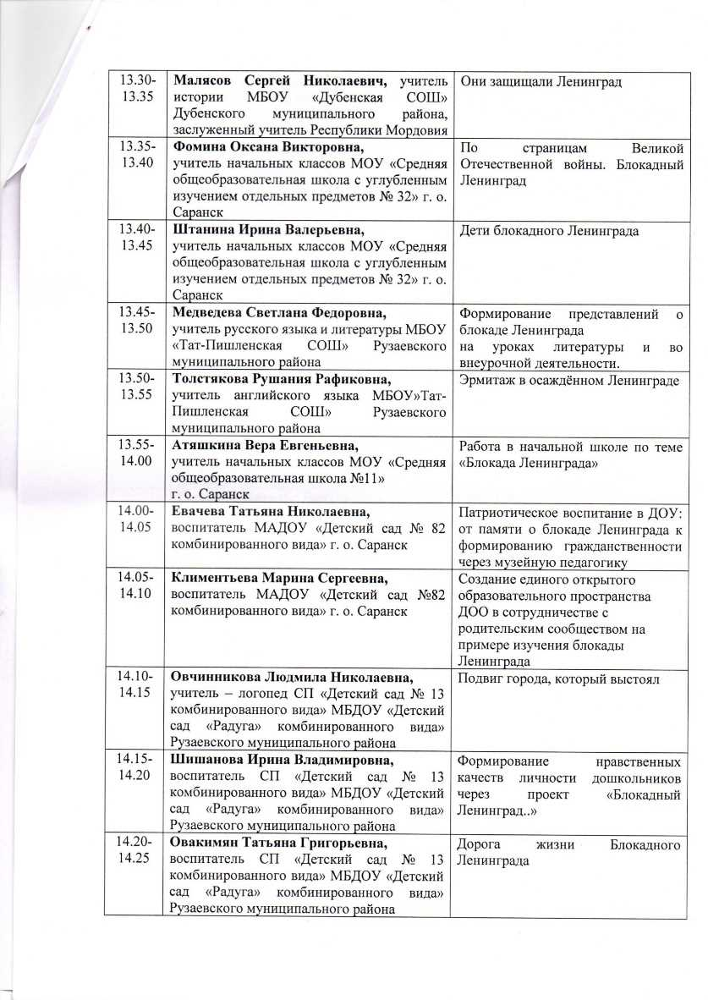 13.30-
13.35
Малясов Сергей Николаевич, учитель
истории МБОУ «Дубенская СОШ»
Дубенского муниципального района,
заслуженный учитель Республики Мордовия
Они защищали Ленинград
13.35-
13.40
Фомина Оксана Викторовна,
учитель начальных классов МОУ «Средняя
общеобразовательная школа с углубленным
изучением отдельных предметов № 32» г. о.
Саранск
По страницам Великой
Отечественной войны. Блокадный
Ленинград
13.40-
13.45
Штанина Ирина Валерьевна,
учитель начальных классов МОУ «Средняя
общеобразовательная школа с углубленным
изучением отдельных предметов № 32» г. о.
Саранск
Дети блокадного Ленинграда
13.45-
13.50
Медведева Светлана Федоровна,
учитель русского языка и литературы МБОУ
«Тат-Пишленская СОШ» Рузаевского
муниципального района
Формирование представлений о
блокаде Ленинграда
на уроках литературы и во
внеурочной деятельности.
13.50-
13.55
Толстякова Рушания Рафиковна,
учитель английского языка МБОУ»Тат-
Пишленская СОШ» Рузаевского
муниципального района
Эрмитаж в осаждённом Ленинграде
13.55-
14.00
Атяшкина Вера Евгеньевна,
учитель начальных классов МОУ «Средняя
общеобразовательная школа №11»
г. о. Саранск
Работа в начальной школе по теме
«Блокада Ленинграда»
14.00-
14.05
Евачева Татьяна Николаевна,
воспитатель МАДОУ «Детский сад № 82
комбинированного вида» г. о. Саранск
Патриотическое воспитание в ДОУ:
от памяти о блокаде Ленинграда к
формированию гражданственности
через музейную педагогику
14.05-
14.10
Климентьева Марина Сергеевна,
воспитатель МАДОУ «Детский сад №82
комбинированного вида» г. о. Саранск
Создание единого открытого
образовательного пространства
ДОО в сотрудничестве с
родительским сообществом на
примере изучения блокады
Ленинграда
14.10-
14.15
Овчинникова Людмила Николаевна,
учитель – логопед СП «Детский сад № 13
комбинированного вида» МБДОУ «Детский
сад «Радуга» комбинированного вида»
Рузаевского муниципального района
Подвиг города, который выстоял
14.15-
14.20
Шишанова Ирина Владимировна,
воспитатель СП «Детский сад № 13
комбинированного вида» МБДОУ «Детский
сад «Радуга» комбинированного вида»
Рузаевского муниципального района
Формирование нравственных
качеств личности дошкольников
через проект «Блокадный
Ленинград..»
14.20-
14.25
Овакимян Татьяна Григорьевна,
воспитатель СП «Детский сад № 13
комбинированного вида» МБДОУ «Детский
сад «Радуга» комбинированного вида»
Рузаевского муниципального района
Дорога жизни Блокадного
Ленинграда